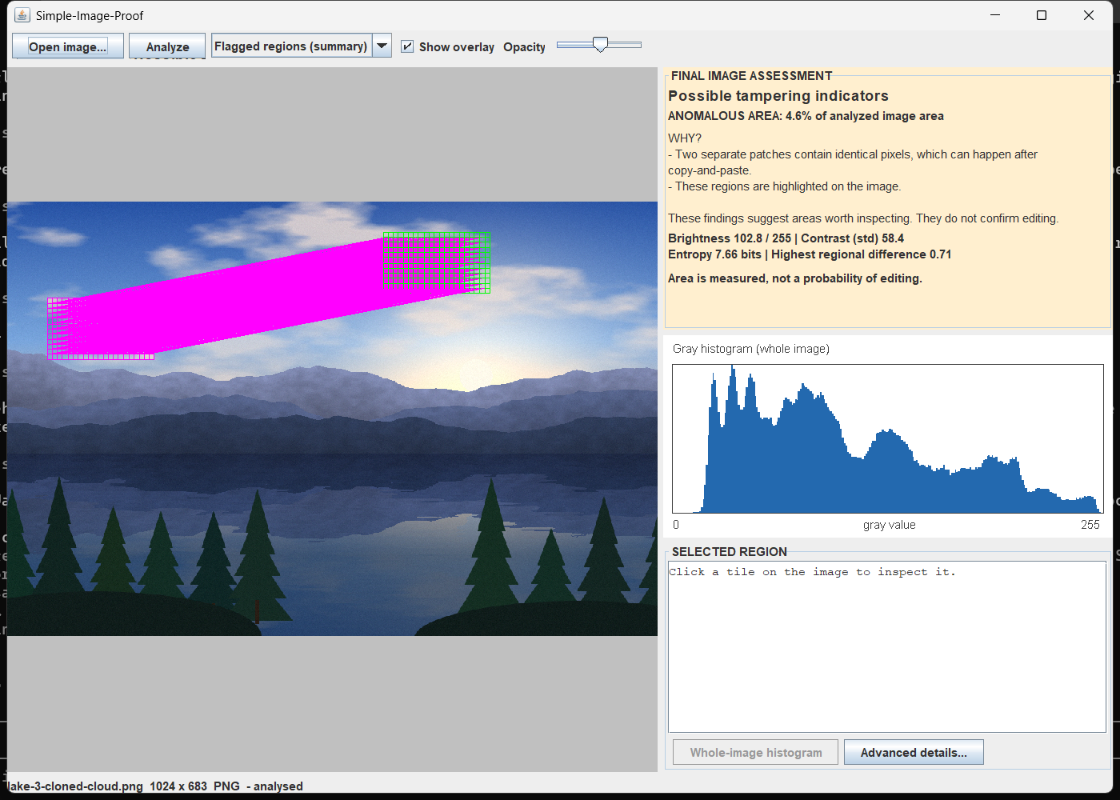 Simple-Image-Proof
Open image...
Analyze
Flagged regions (summary)
Show overlay
Opacity
FINAL IMAGE ASSESSMENT
Possible tampering indicators
ANOMALOUS AREA: 4.6% of analyzed image area
WHY?
- Two separate patches contain identical pixels, which can happen after
copy-and-paste.
- These regions are highlighted on the image.
These findings suggest areas worth inspecting. They do not confirm editing.
Brightness 102.8 / 255 | Contrast (std) 58.4
Entropy 7.66 bits | Highest regional difference 0.71
Area is measured, not a probability of editing.
Gray histogram (whole image)
0
gray value
255
SELECTED REGION
Click a tile on the image to inspect it.
Whole-image histogram
Advanced details...
lake-3-cloned-cloud.png 1024 x 683 PNG - analysed